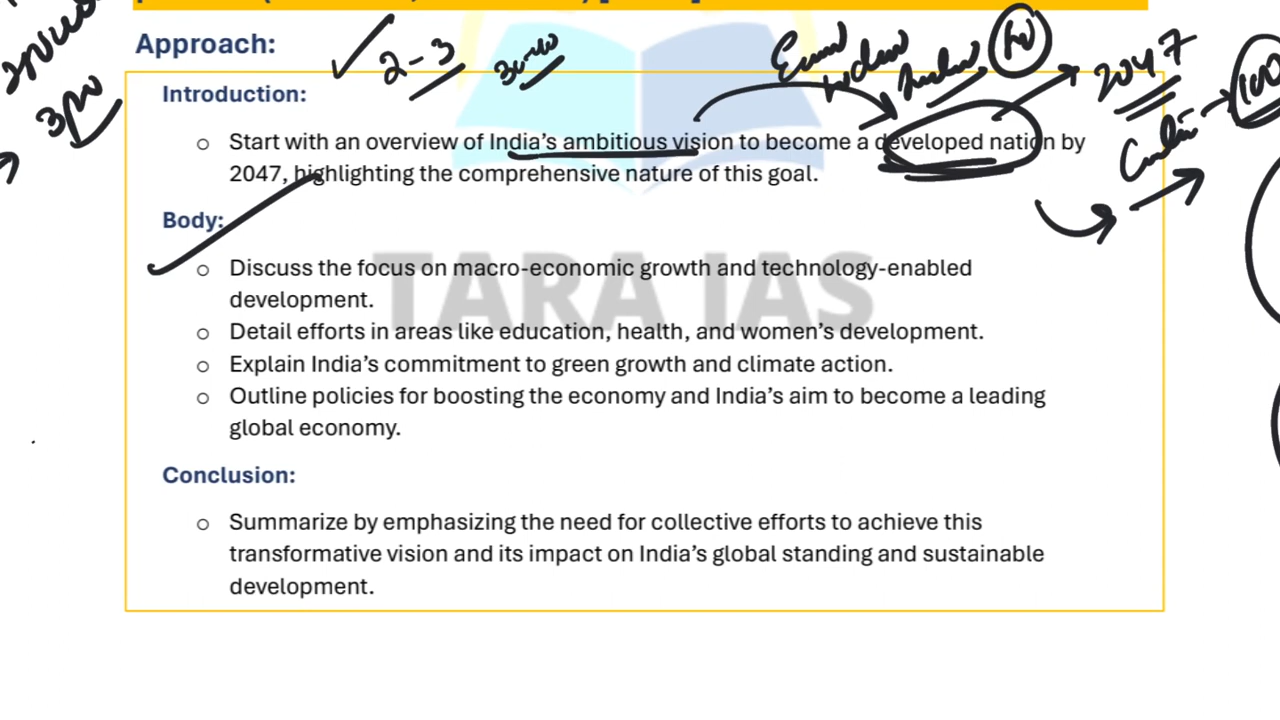 Approach:
2-3
2047
100
Introduction:
○ Start with an overview of India's ambitious vision to become a developed nation by
2047, highlighting the comprehensive nature of this goal.
Body:
○ Discuss the focus on macro-economic growth and technology-enabled
development.
○ Detail efforts in areas like education, health, and women's development.
○ Explain India's commitment to green growth and climate action.
○ Outline policies for boosting the economy and India's aim to become a leading
global economy.
TARA IAS
Conclusion:
○ Summarize by emphasizing the need for collective efforts to achieve this
transformative vision and its impact on India's global standing and sustainable
development.